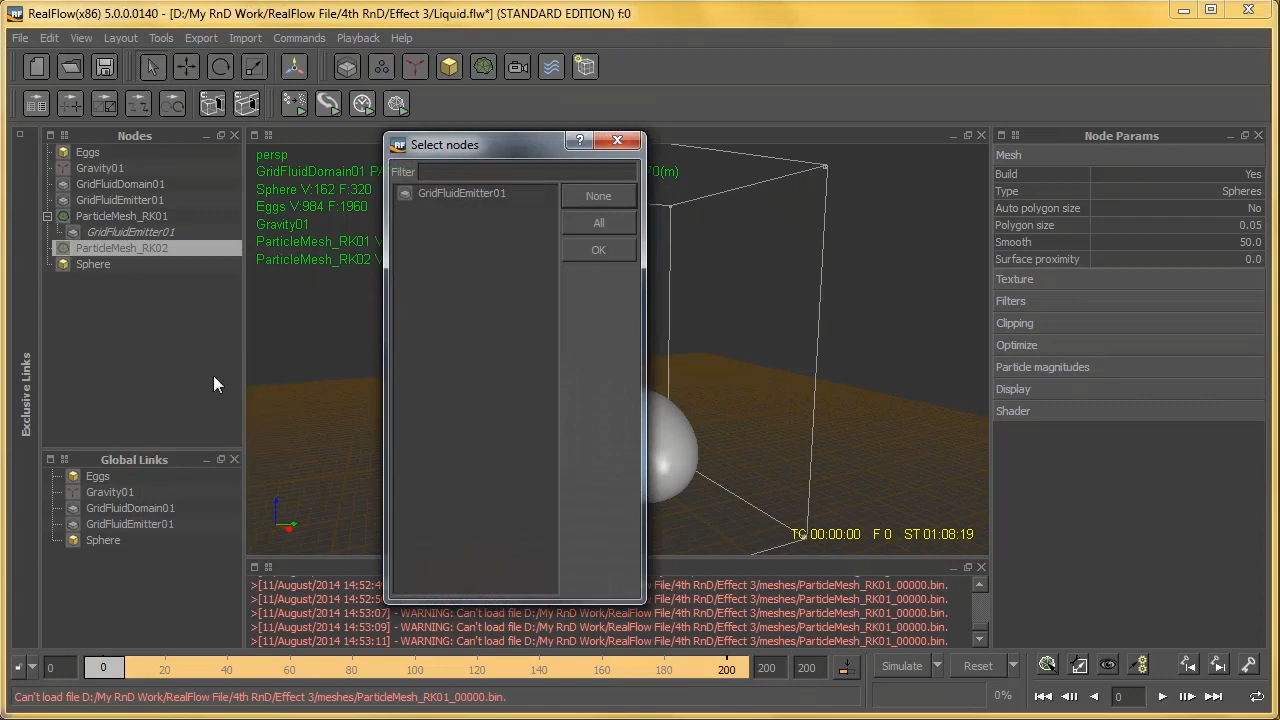 RealFlow(x86) 5.0.0.0140 - [D:/My RnD Work/RealFlow File/4th RnD/Effect 3/Liquid.flw*] (STANDARD EDITION) f:0
File Edit View Layout Tools Selection Export Import Commands Playback Help
Nodes
Eggs
Gravity01
GridFluidDomain01
GridFluidEmitter01
ParticleMesh_RK01
GridFluidEmitter01
ParticleMesh_RK02
Sphere
Exclusive Links
Global Links
Eggs
Gravity01
GridFluidDomain01
GridFluidEmitter01
Sphere
persp
GridFluidDomain01
70(m)
Sphere V:162 F:320
Eggs V:984 F:1960
Gravity01
ParticleMesh_RK01 V
ParticleMesh_RK02 V
TC 00:00:00 F 0 ST 01:08:19
Select nodes
Filter
GridFluidEmitter01
None
All
OK
Node Params
Mesh
Build Yes
Type Spheres
Auto polygon size No
Polygon size 0.05
Smooth 50.0
Surface proximity 0.0
Texture
Filters
Clipping
Optimize
Particle magnitudes
Display
Shader
>[11/August/2014 14:53:07] - WARNING: Can't load file D:/My RnD Work/RealFlow File/4th RnD/Effect 3/meshes/ParticleMesh_RK01_00000.bin.
>[11/August/2014 14:53:09] - WARNING: Can't load file D:/My RnD Work/RealFlow File/4th RnD/Effect 3/meshes/ParticleMesh_RK01_00000.bin.
>[11/August/2014 14:53:11] - WARNING: Can't load file D:/My RnD Work/RealFlow File/4th RnD/Effect 3/meshes/ParticleMesh_RK01_00000.bin.
0 0 20 40 60 80 100 120 140 160 180 200 200 200
Simulate Reset
Can't load file D:/My RnD Work/RealFlow File/4th RnD/Effect 3/meshes/ParticleMesh_RK01_00000.bin.
0%
0